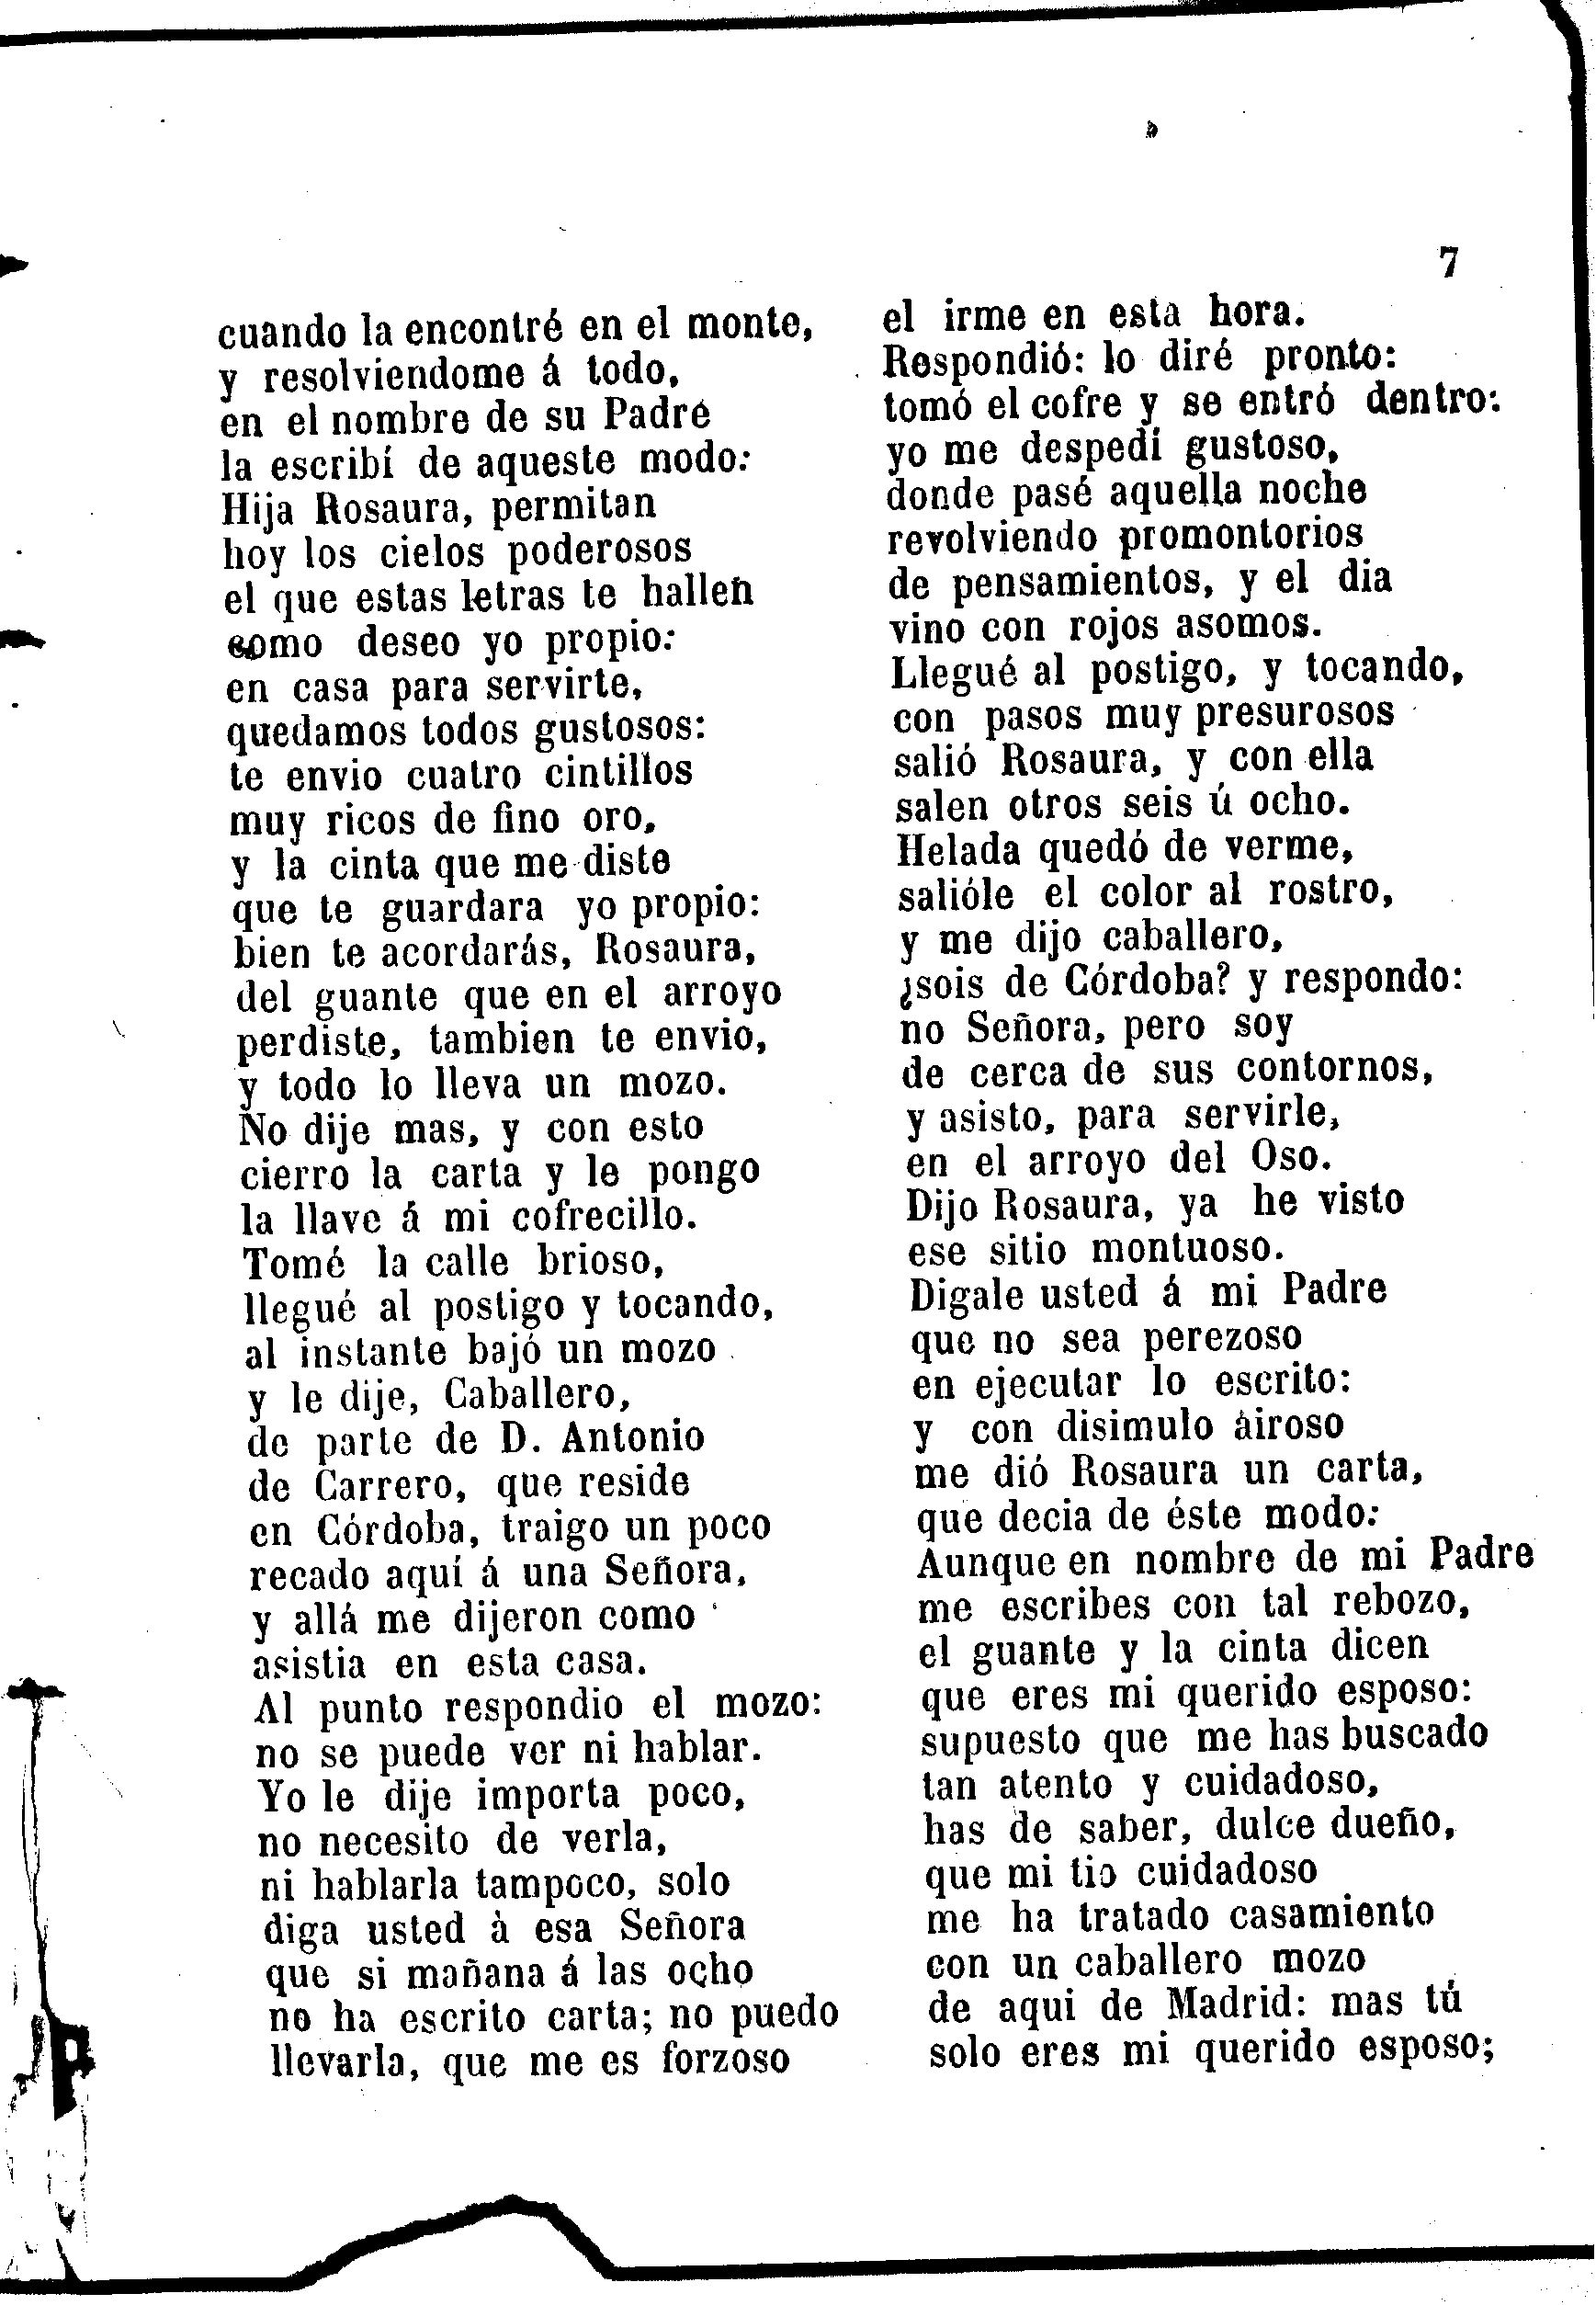 7
cuando la encontré en el monte,
y resolviendome á todo,
en el nombre de su Padré
la escribí de aqueste modo:
Hija Rosaura, permitan
hoy los cielos poderosos
el que estas letras te hallen
como deseo yo propio:
en casa para servirte,
quedamos todos gustosos:
te envio cuatro cintillos
muy ricos de fino oro,
y la cinta que me diste
que te guardara yo propio:
bien te acordarás, Rosaura,
del guante que en el arroyo
perdiste, tambien te envio,
y todo lo lleva un mozo.
No dije mas, y con esto
cierro la carta y le pongo
la llave á mi cofrecillo.
Tomé la calle brioso,
llegué al postigo y tocando,
al instante bajó un mozo
y le dije, Caballero,
de parte de D. Antonio
de Carrero, que reside
en Córdoba, traigo un poco
recado aquí á una Señora,
y allá me dijeron como
asistia en esta casa.
Al punto respondio el mozo:
no se puede ver ni hablar.
Yo le dije importa poco,
no necesito de verla,
ni hablarla tampoco, solo
diga usted à esa Señora
que si mañana á las ocho
no ha escrito carta; no puedo
llevarla, que me es forzoso
el irme en esta hora.
Respondió: lo diré pronto:
tomó el cofre y se entró dentro:
yo me despedí gustoso,
donde pasé aquella noche
revolviendo promontorios
de pensamientos, y el dia
vino con rojos asomos.
Llegué al postigo, y tocando,
con pasos muy presurosos
salió Rosaura, y con ella
salen otros seis ú ocho.
Helada quedó de verme,
salióle el color al rostro,
y me dijo caballero,
¿sois de Córdoba? y respondo:
no Señora, pero soy
de cerca de sus contornos,
y asisto, para servirle,
en el arroyo del Oso.
Dijo Rosaura, ya he visto
ese sitio montuoso.
Digale usted á mi Padre
que no sea perezoso
en ejecutar lo escrito:
y con disimulo àiroso
me dió Rosaura un carta,
que decia de éste modo:
Aunque en nombre de mi Padre
me escribes con tal rebozo,
el guante y la cinta dicen
que eres mi querido esposo:
supuesto que me has buscado
tan atento y cuidadoso,
has de saber, dulce dueño,
que mi tio cuidadoso
me ha tratado casamiento
con un caballero mozo
de aqui de Madrid: mas tú
solo eres mi querido esposo;